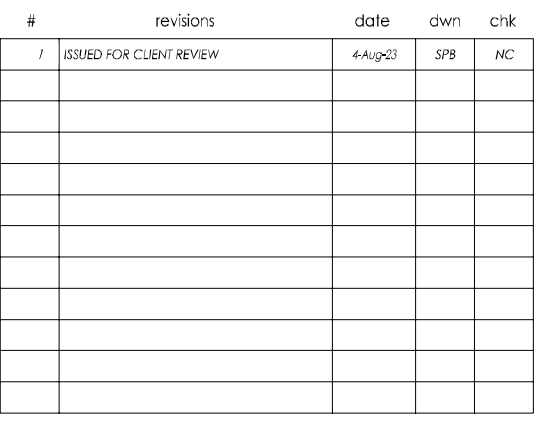 # revisions date dwn chk
1 ISSUED FOR CLIENT REVIEW 4-Aug-23 SPB NC